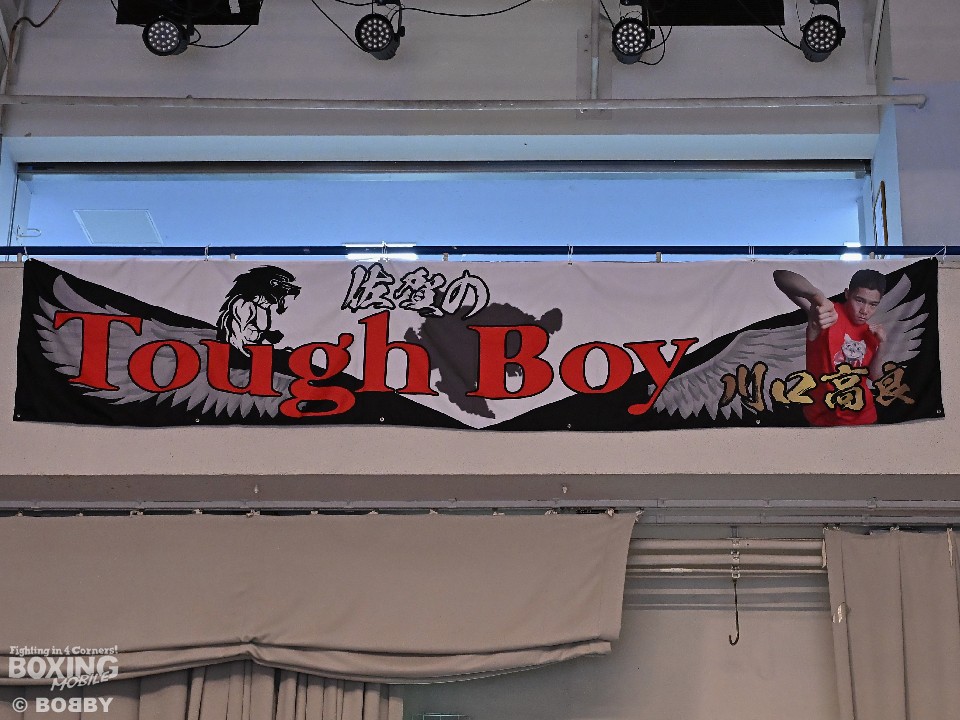 佐賀の
Tough Boy
川口高良
Fighting in 4 Corners!
BOXING
MOBILE
© BOBBY